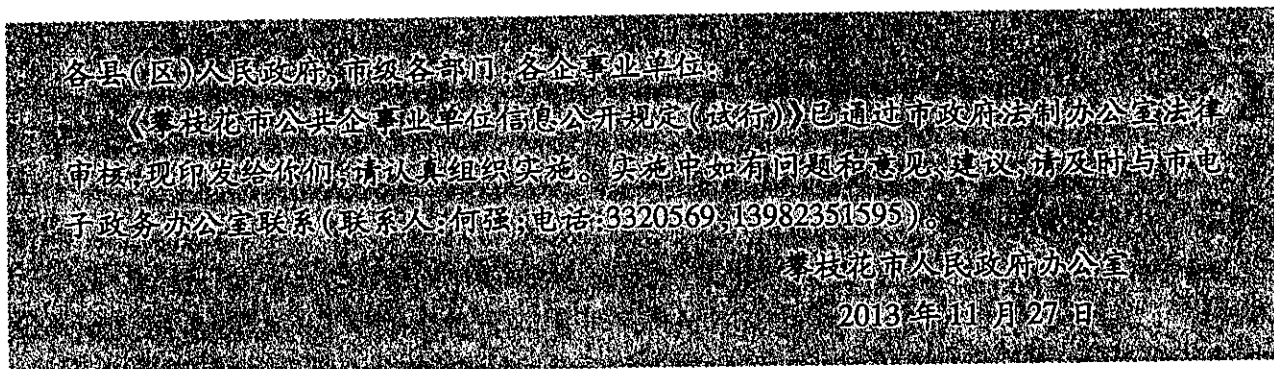 各县(区)人民政府,市级各部门,各企事业单位:
《攀枝花市公共企事业单位信息公开规定(试行)》已通过市政府法制办公室法律
审核,现印发给你们,请认真组织实施。实施中如有问题和意见、建议,请及时与市电
子政务办公室联系(联系人:何强;电话:3320569,13982351595)。
攀枝花市人民政府办公室
2013年11月27日